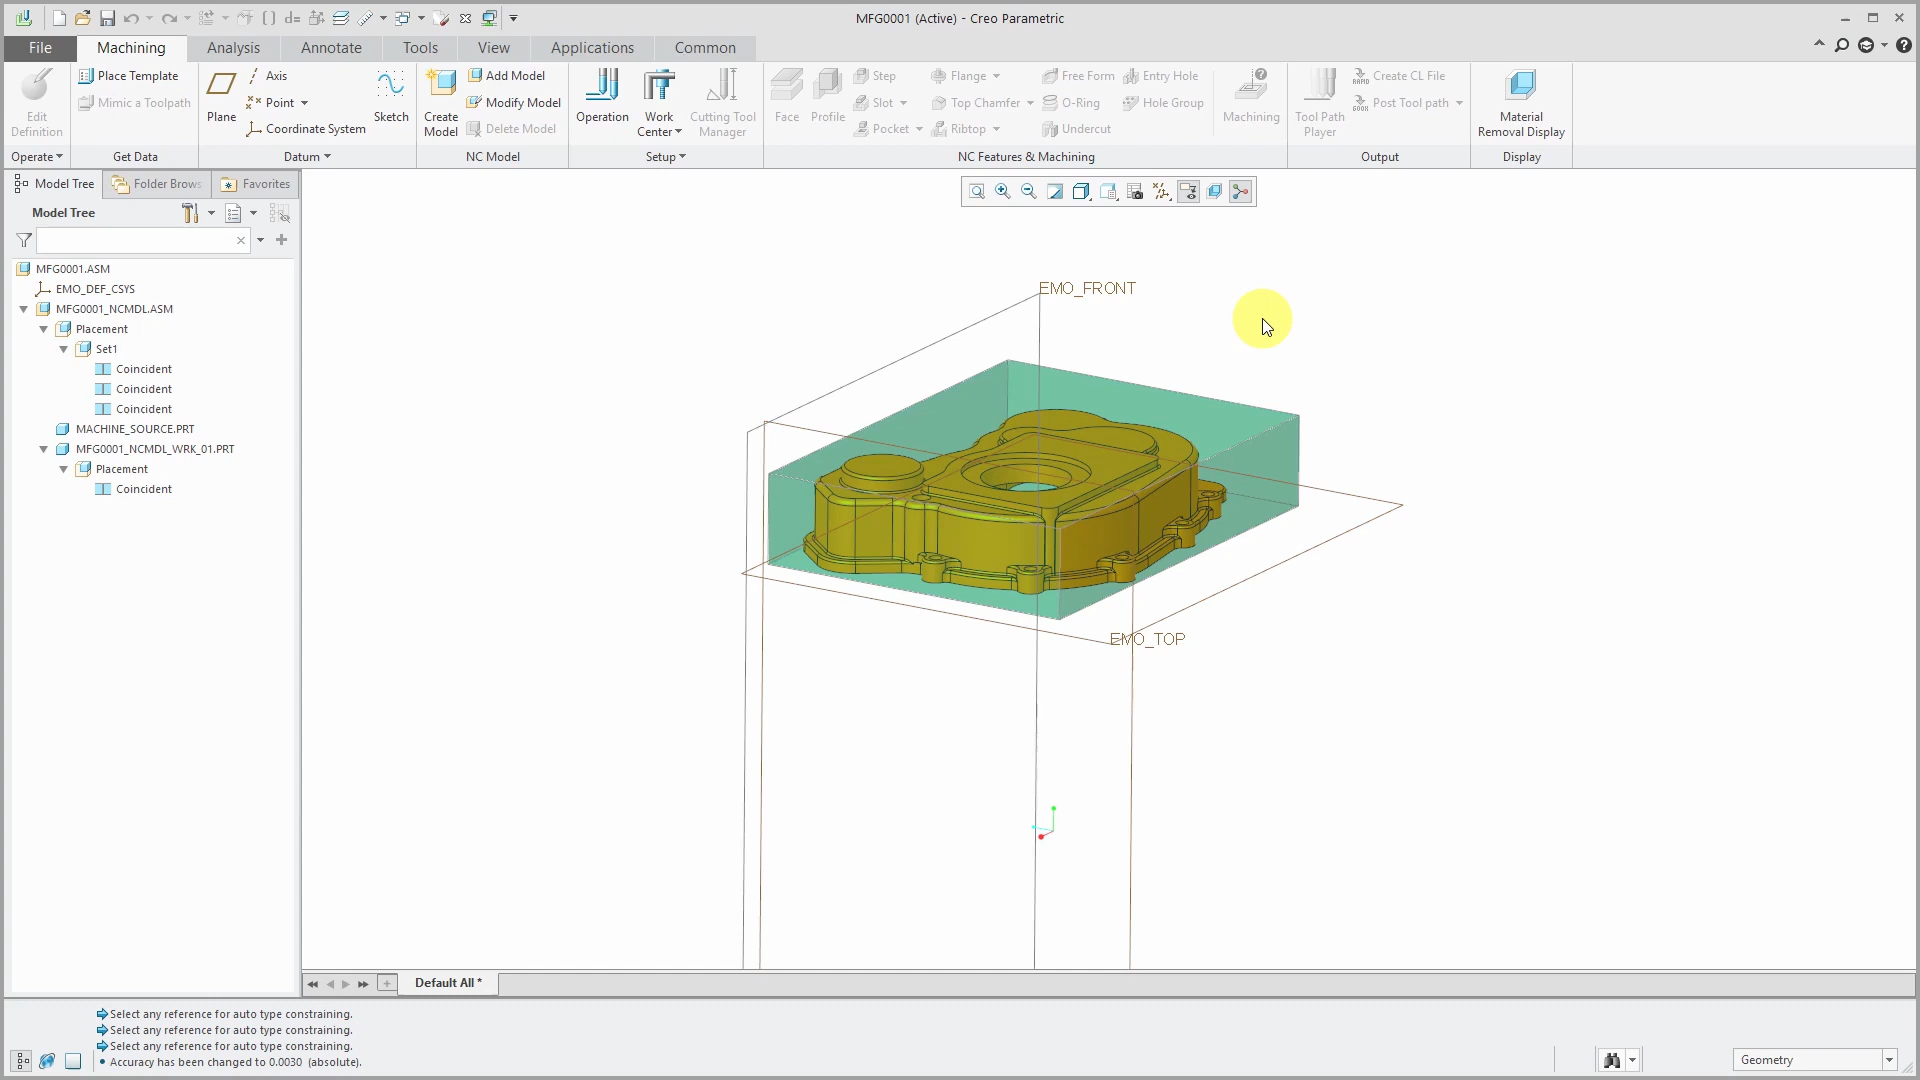 MFG0001 (Active) - Creo Parametric
File
Machining
Analysis
Annotate
Tools
View
Applications
Common
Edit
Definition
Operate
Place Template
Mimic a Toolpath
Get Data
Plane
Axis
Point
Coordinate System
Sketch
Datum
Create
Model
Add Model
Modify Model
Delete Model
NC Model
Operation
Work
Center
Cutting Tool
Manager
Setup
Face
Profile
Step
Slot
Pocket
Flange
Top Chamfer
Ribtop
Free Form
O-Ring
Undercut
Entry Hole
Hole Group
Machining
NC Features & Machining
Tool Path
Player
Create CL File
Post Tool path
Output
Material
Removal Display
Display
Model Tree
Folder Brows
Favorites
Model Tree
MFG0001.ASM
EMO_DEF_CSYS
MFG0001_NCMDL.ASM
Placement
Set1
Coincident
Coincident
Coincident
MACHINE_SOURCE.PRT
MFG0001_NCMDL_WRK_01.PRT
Placement
Coincident
EMO_FRONT
EMO_TOP
Default All *
Select any reference for auto type constraining.
Select any reference for auto type constraining.
Select any reference for auto type constraining.
Accuracy has been changed to 0.0030 (absolute).
Geometry